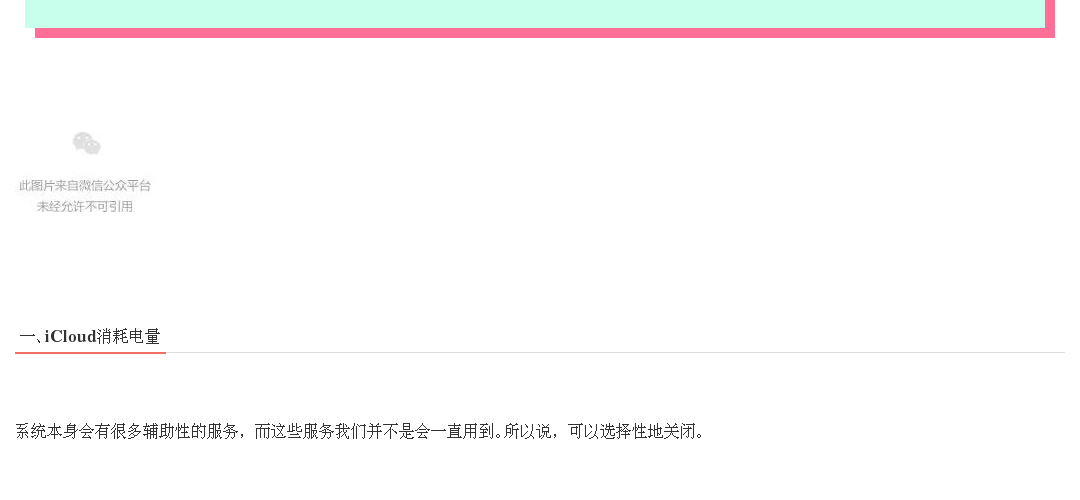 此图片来自微信公众平台
未经允许不可引用
一、iCloud消耗电量
系统本身会有很多辅助性的服务，而这些服务我们并不是会一直用到。所以说，可以选择性地关闭。